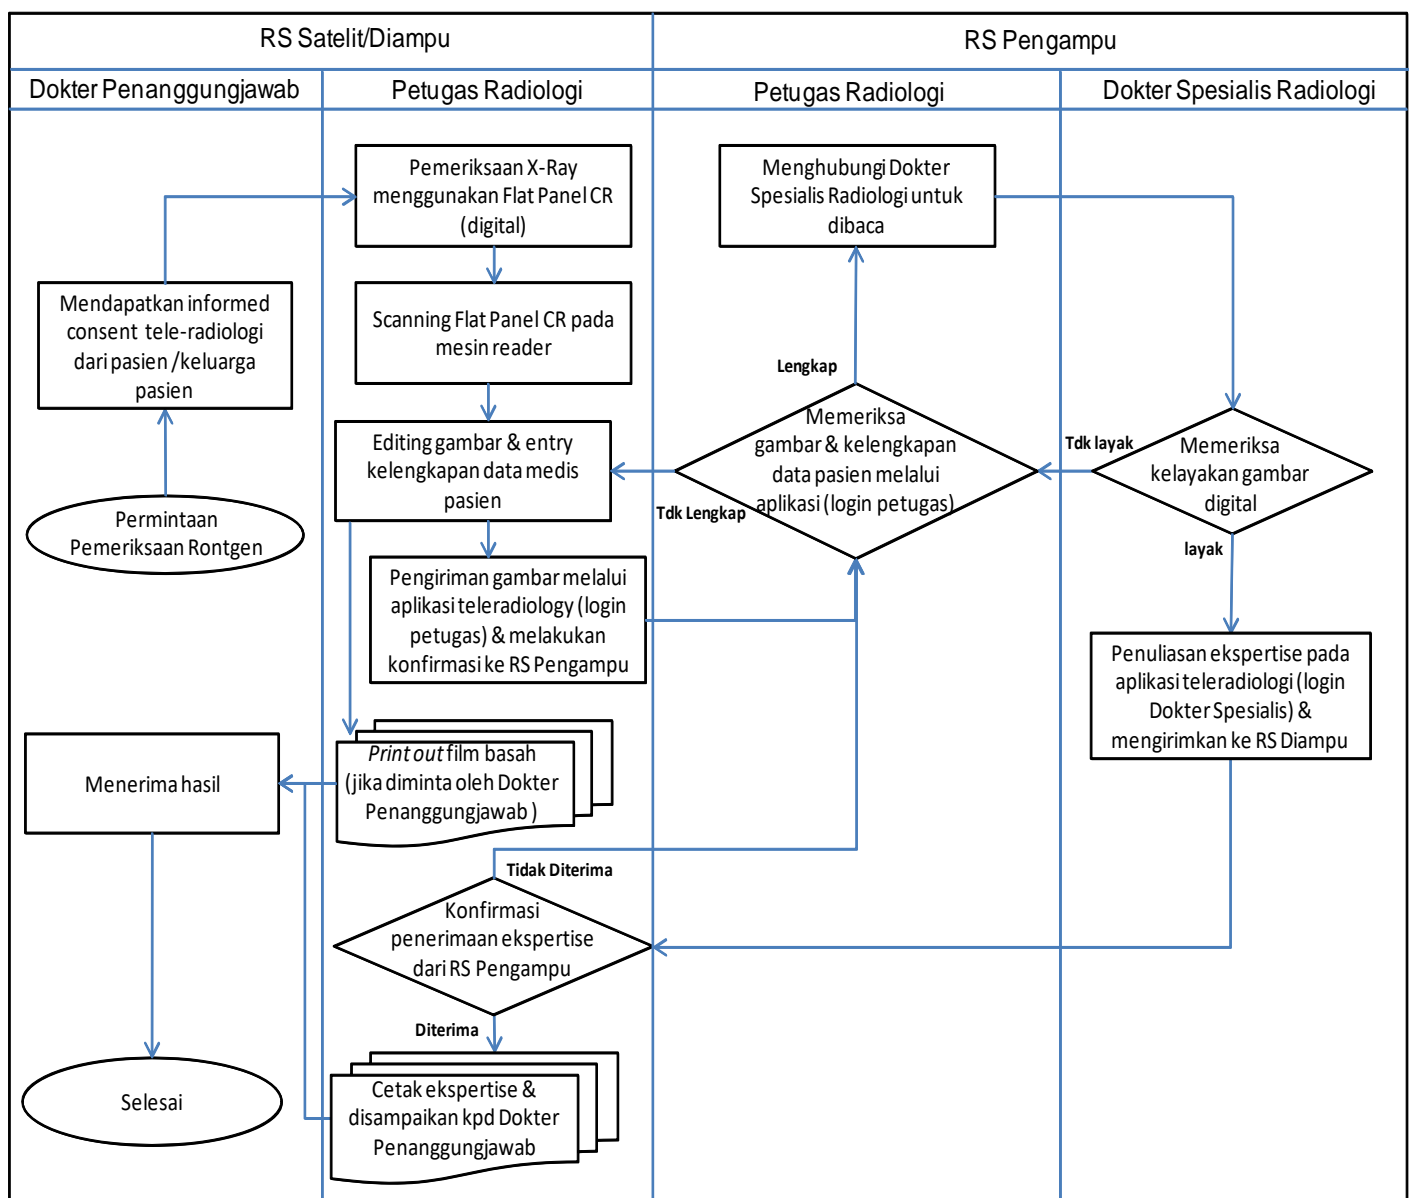 RS Satelit/Diampu
RS Pengampu
Dokter Penanggungjawab
Petugas Radiologi
Petugas Radiologi
Dokter Spesialis Radiologi
Pemeriksaan X-Ray
menggunakan Flat Panel CR
(digital)
Menghubungi Dokter
Spesialis Radiologi untuk
dibaca
Mendapatkan informed
consent tele-radiologi
dari pasien /keluarga
pasien
Scanning Flat Panel CR pada
mesin reader
Lengkap
Editing gambar & entry
kelengkapan data medis
pasien
Memeriksa
gambar & kelengkapan
data pasien melalui
aplikasi (login petugas)
Tdk layak
Memeriksa
kelayakan gambar
digital
Tdk Lengkap
layak
Permintaan
Pemeriksaan Rontgen
Pengiriman gambar melalui
aplikasi teleradiology (login
petugas) & melakukan
konfirmasi ke RS Pengampu
Penuliasan ekspertise pada
aplikasi teleradiologi (login
Dokter Spesialis) &
mengirimkan ke RS Diampu
Menerima hasil
Print out film basah
(jika diminta oleh Dokter
Penanggungjawab )
Tidak Diterima
Konfirmasi
penerimaan ekspertise
dari RS Pengampu
Diterima
Selesai
Cetak ekspertise &
disampaikan kpd Dokter
Penanggungjawab